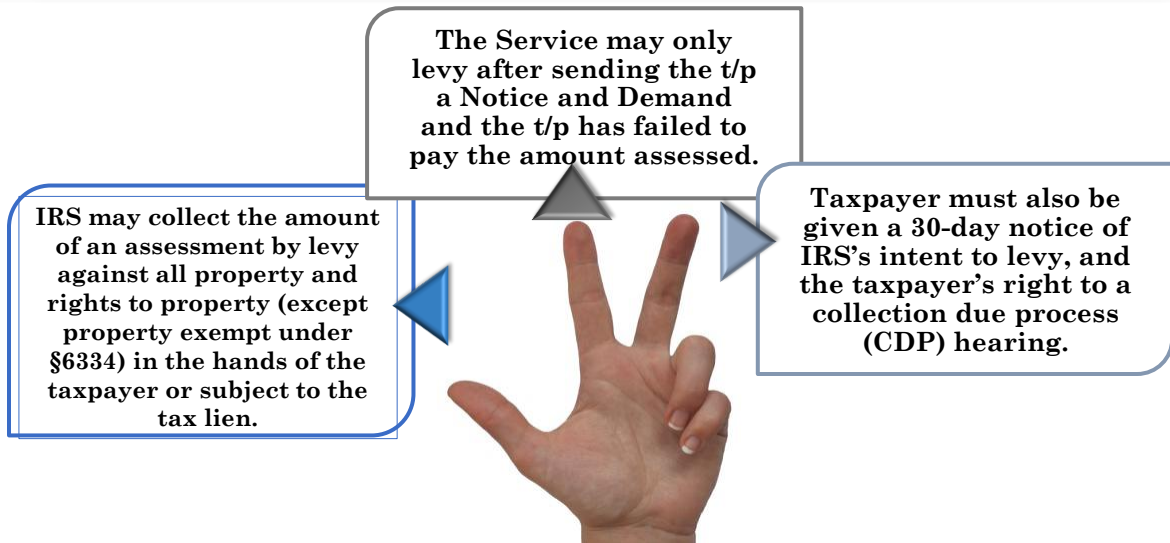 The Service may only
levy after sending the t/p
a Notice and Demand
and the t/p has failed to
pay the amount assessed.
IRS may collect the amount
of an assessment by levy
against all property and
rights to property (except
property exempt under
§6334) in the hands of the
taxpayer or subject to the
tax lien.
Taxpayer must also be
given a 30-day notice of
IRS’s intent to levy, and
the taxpayer’s right to a
collection due process
(CDP) hearing.